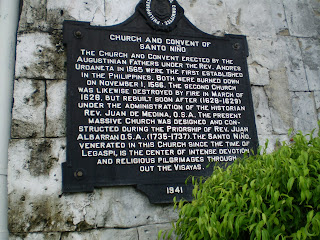 CHURCH AND CONVENT OF
SANTO NIÑO
THE CHURCH AND CONVENT ERECTED BY THE
AUGUSTINIAN FATHERS UNDER THE REV. ANDRES
URDANETA IN 1565 WERE THE FIRST ESTABLISHED
IN THE PHILIPPINES. BOTH WERE BURNED DOWN
ON NOVEMBER 1, 1566. THE SECOND CHURCH
WAS LIKEWISE DESTROYED BY FIRE IN MARCH OF
1628, BUT REBUILT SOON AFTER (1628-1629)
UNDER THE ADMINISTRATION OF THE HISTORIAN
REV. JUAN DE MEDINA, O.S.A. THE PRESENT
MASSIVE CHURCH WAS DESIGNED AND CON-
STRUCTED DURING THE PRIORSHIP OF REV. JUAN
ALBARRAN O.S.A., (1735-1737). THE SANTO NIÑO,
VENERATED IN THIS CHURCH SINCE THE TIME OF
LEGASPI, IS THE CENTER OF INTENSE DEVOTION
AND RELIGIOUS PILGRIMAGES THROUGH
OUT THE VISAYAS.
1941